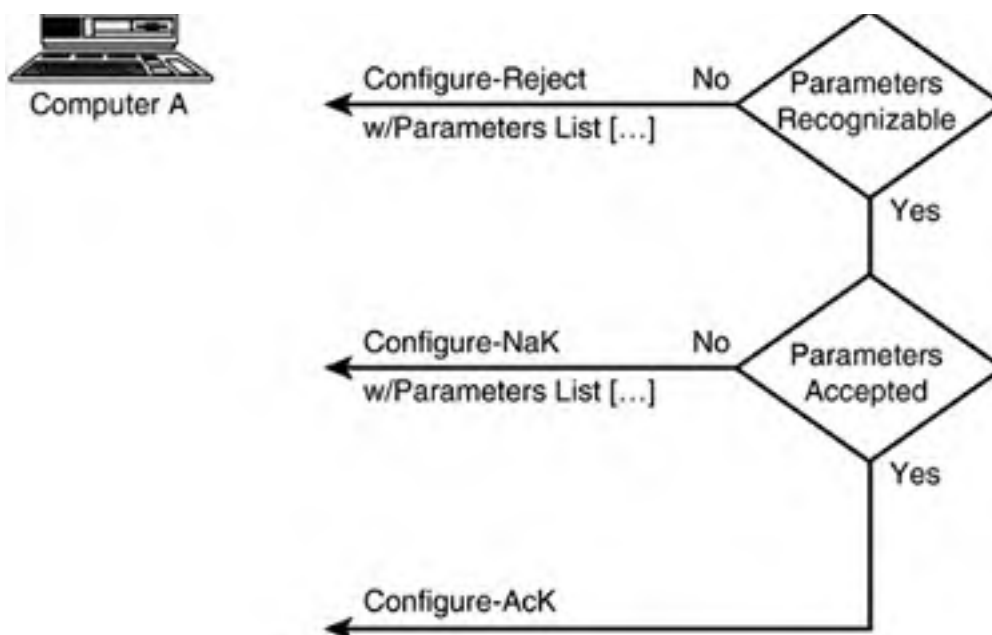 Computer A
Configure-Reject
No
w/Parameters List [...]
Parameters
Recognizable
Yes
Configure-NaK
No
w/Parameters List [...]
Parameters
Accepted
Yes
Configure-AcK